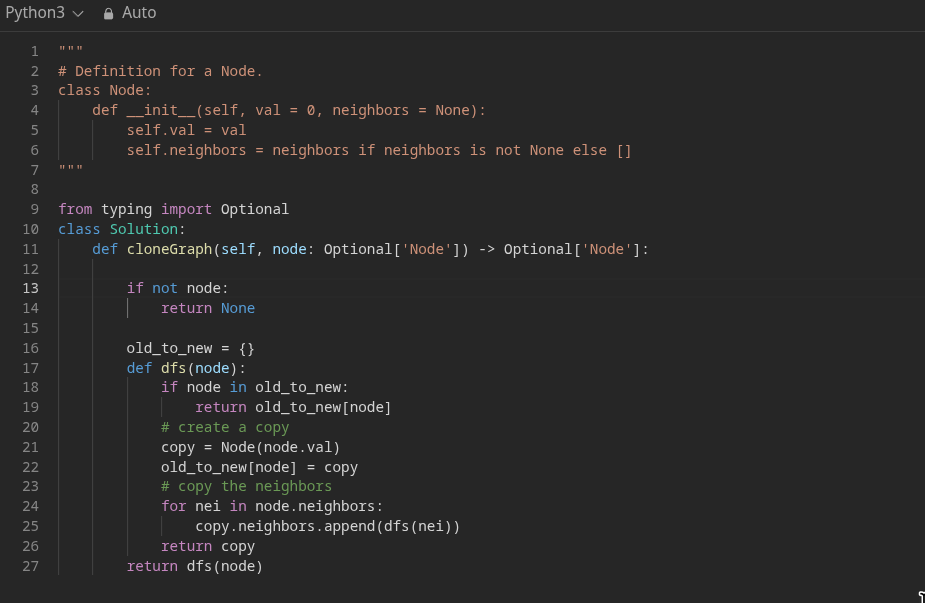 Python3 Auto
1 """
2 # Definition for a Node.
3 class Node:
4     def __init__(self, val = 0, neighbors = None):
5         self.val = val
6         self.neighbors = neighbors if neighbors is not None else []
7 """
8
9 from typing import Optional
10 class Solution:
11     def cloneGraph(self, node: Optional['Node']) -> Optional['Node']:
12
13         if not node:
14             return None
15
16         old_to_new = {}
17         def dfs(node):
18             if node in old_to_new:
19                 return old_to_new[node]
20             # create a copy
21             copy = Node(node.val)
22             old_to_new[node] = copy
23             # copy the neighbors
24             for nei in node.neighbors:
25                 copy.neighbors.append(dfs(nei))
26             return copy
27         return dfs(node)